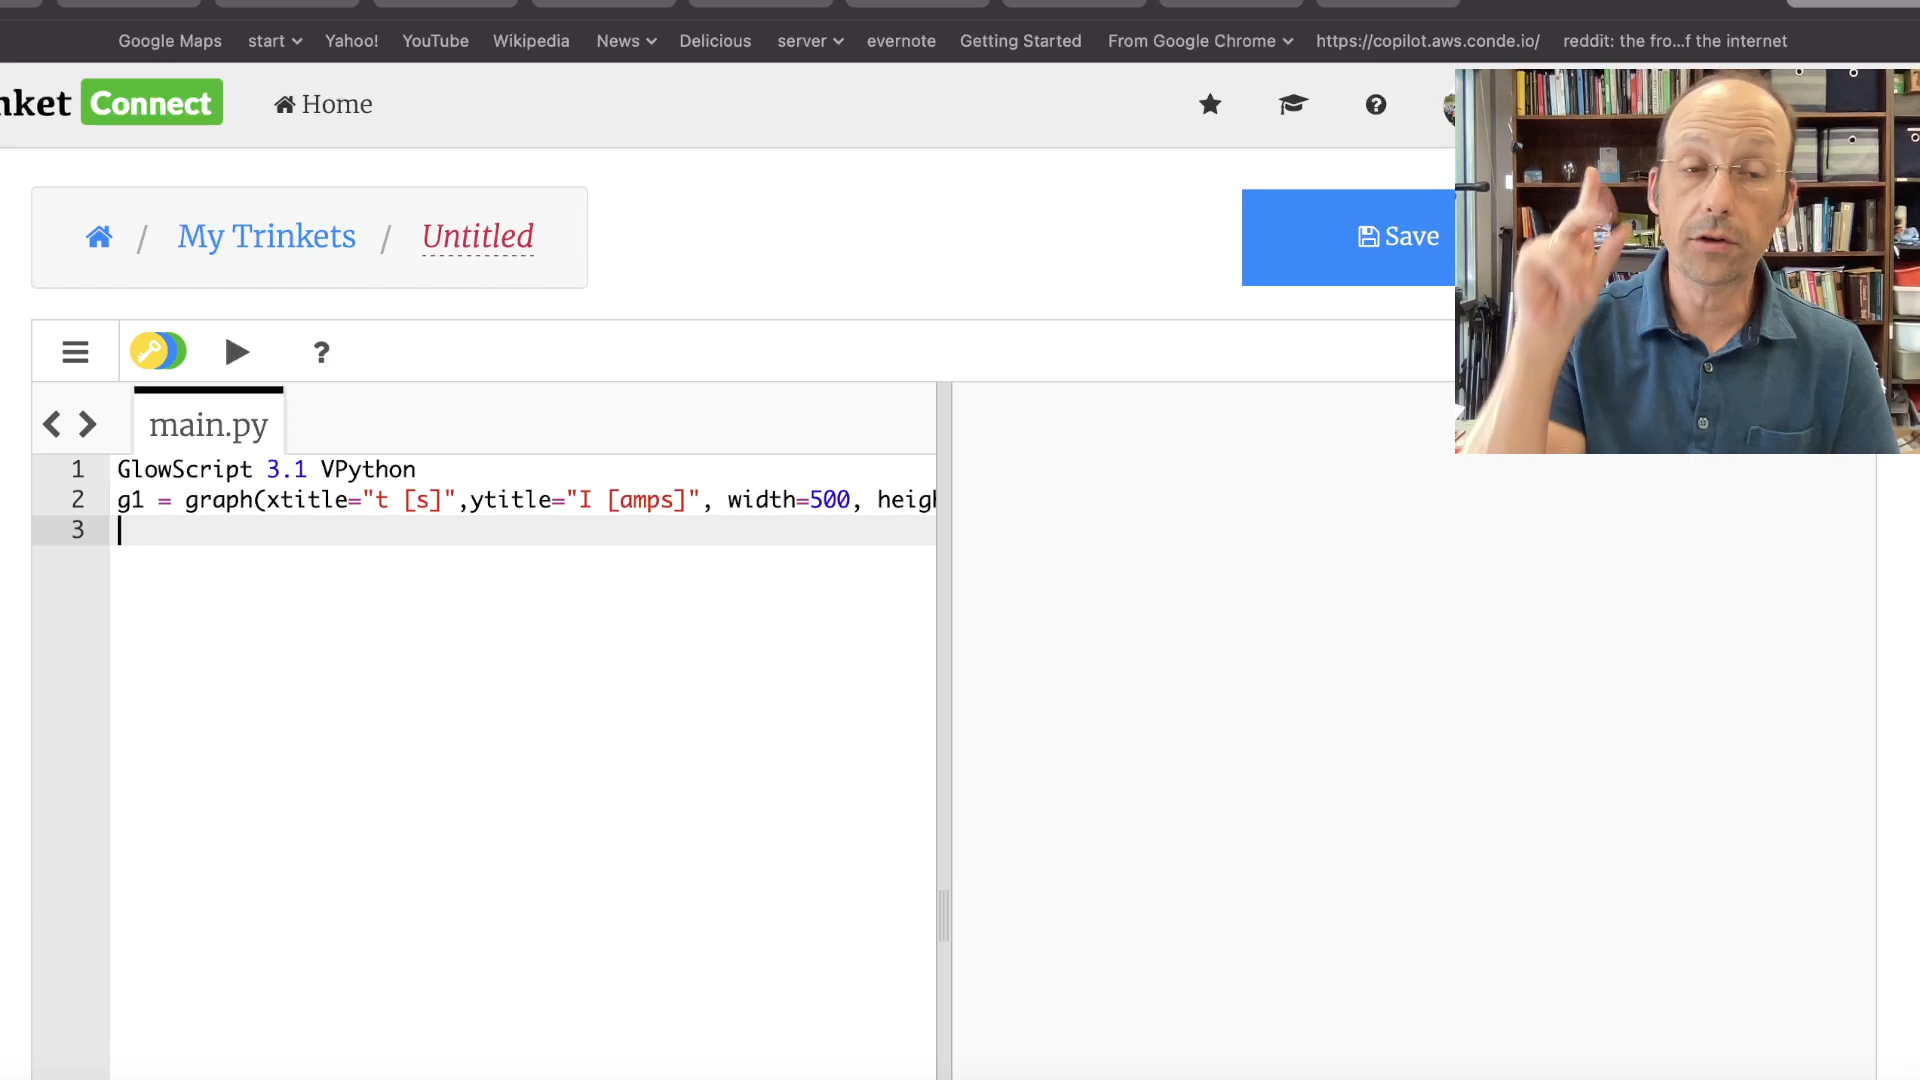 Google Maps start Yahoo! YouTube Wikipedia News Delicious server evernote Getting Started From Google Chrome https://copilot.aws.conde.io/ reddit: the fro...f the internet
nket Connect Home
/ My Trinkets / Untitled
Save
?
main.py
1 GlowScript 3.1 VPython
2 g1 = graph(xtitle="t [s]",ytitle="I [amps]", width=500, heigh
3